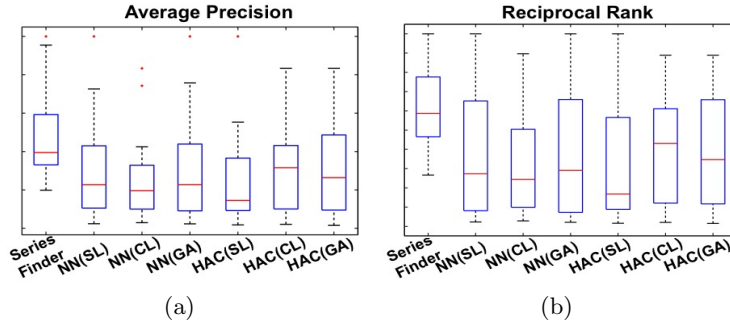 Average Precision
Series Finder
NN(SL)
NN(CL)
NN(GA)
HAC(SL)
HAC(CL)
HAC(GA)
(a)
Reciprocal Rank
Series Finder
NN(SL)
NN(CL)
NN(GA)
HAC(SL)
HAC(CL)
HAC(GA)
(b)